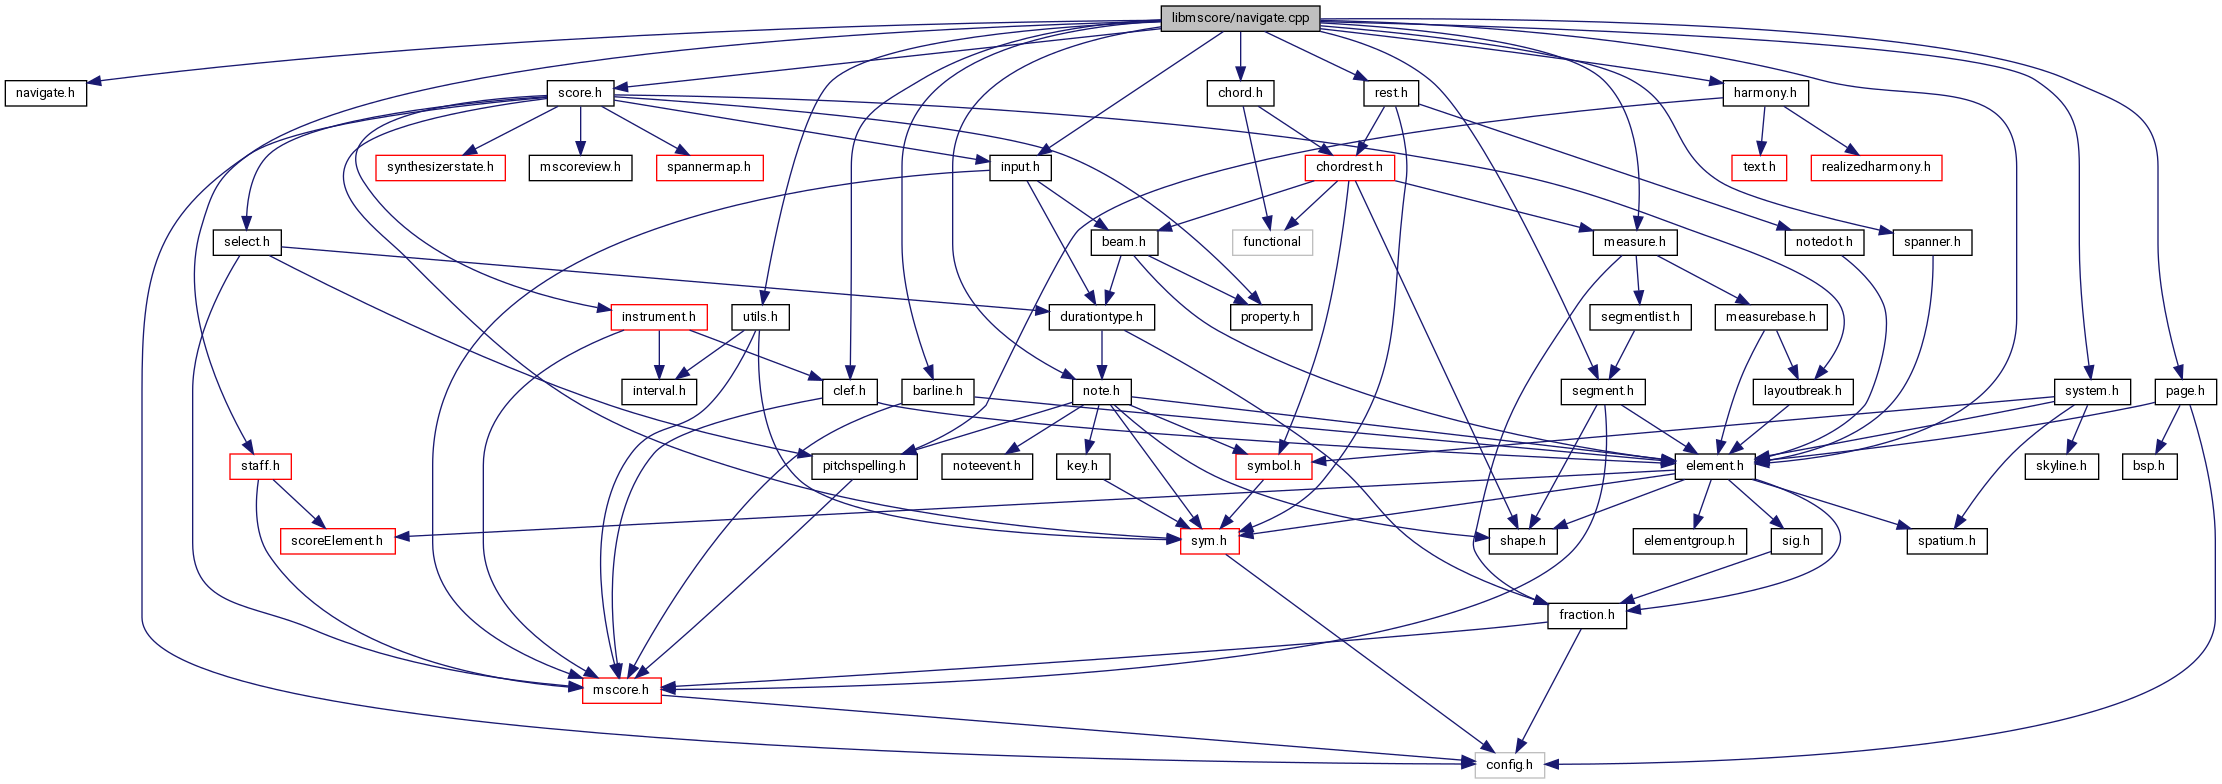 libmscore/navigate.cpp
navigate.h
score.h
chord.h
rest.h
harmony.h
synthesizerstate.h
mscoreview.h
spannermap.h
input.h
chordrest.h
text.h
realizedharmony.h
select.h
beam.h
functional
measure.h
notedot.h
spanner.h
instrument.h
utils.h
durationtype.h
property.h
segmentlist.h
measurebase.h
interval.h
clef.h
barline.h
note.h
segment.h
layoutbreak.h
system.h
page.h
staff.h
pitchspelling.h
noteevent.h
key.h
symbol.h
element.h
skyline.h
bsp.h
scoreElement.h
sym.h
shape.h
elementgroup.h
sig.h
spatium.h
fraction.h
mscore.h
config.h